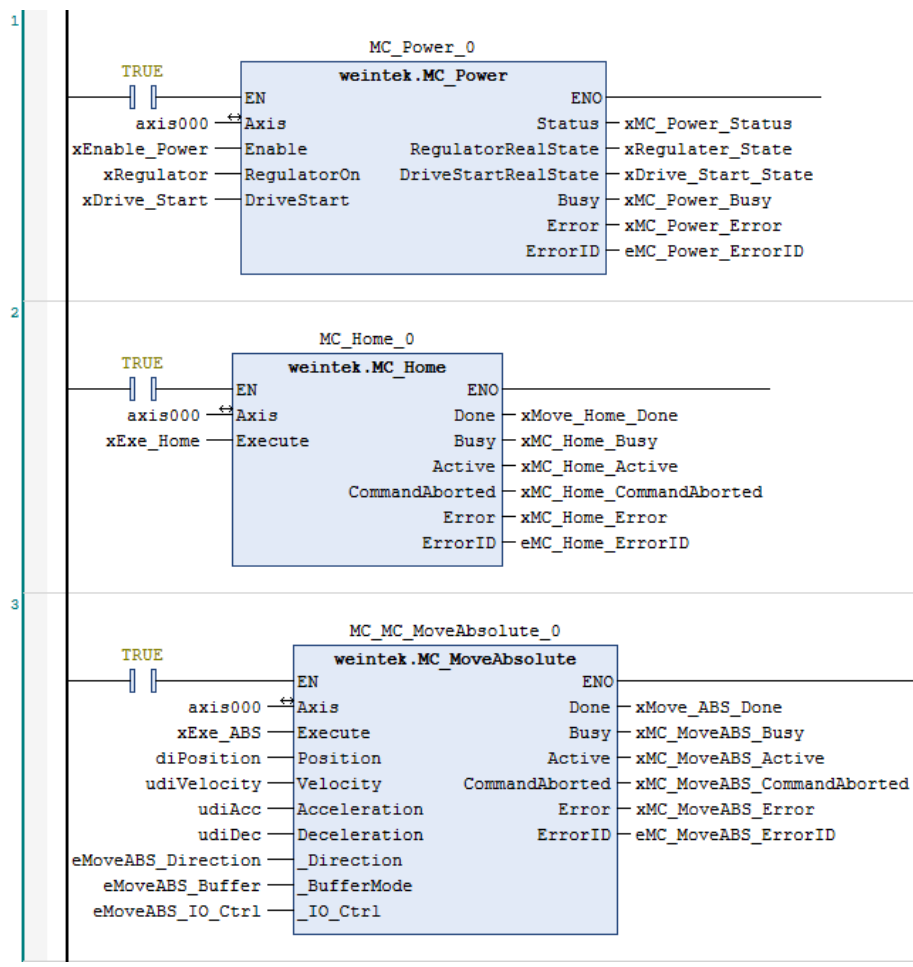 1
MC_Power_0
TRUE weintek.MC_Power
EN ENO
axis000 Axis Status xMC_Power_Status
xEnable_Power Enable RegulatorRealState xRegulater_State
xRegulator RegulatorOn DriveStartRealState xDrive_Start_State
xDrive_Start DriveStart Busy xMC_Power_Busy
Error xMC_Power_Error
ErrorID eMC_Power_ErrorID
2
MC_Home_0
TRUE weintek.MC_Home
EN ENO
axis000 Axis Done xMove_Home_Done
xExe_Home Execute Busy xMC_Home_Busy
Active xMC_Home_Active
CommandAborted xMC_Home_CommandAborted
Error xMC_Home_Error
ErrorID eMC_Home_ErrorID
3
MC_MC_MoveAbsolute_0
TRUE weintek.MC_MoveAbsolute
EN ENO
axis000 Axis Done xMove_ABS_Done
xExe_ABS Execute Busy xMC_MoveABS_Busy
diPosition Position Active xMC_MoveABS_Active
udiVelocity Velocity CommandAborted xMC_MoveABS_CommandAborted
udiAcc Acceleration Error xMC_MoveABS_Error
udiDec Deceleration ErrorID eMC_MoveABS_ErrorID
eMoveABS_Direction _Direction
eMoveABS_Buffer _BufferMode
eMoveABS_IO_Ctrl _IO_Ctrl